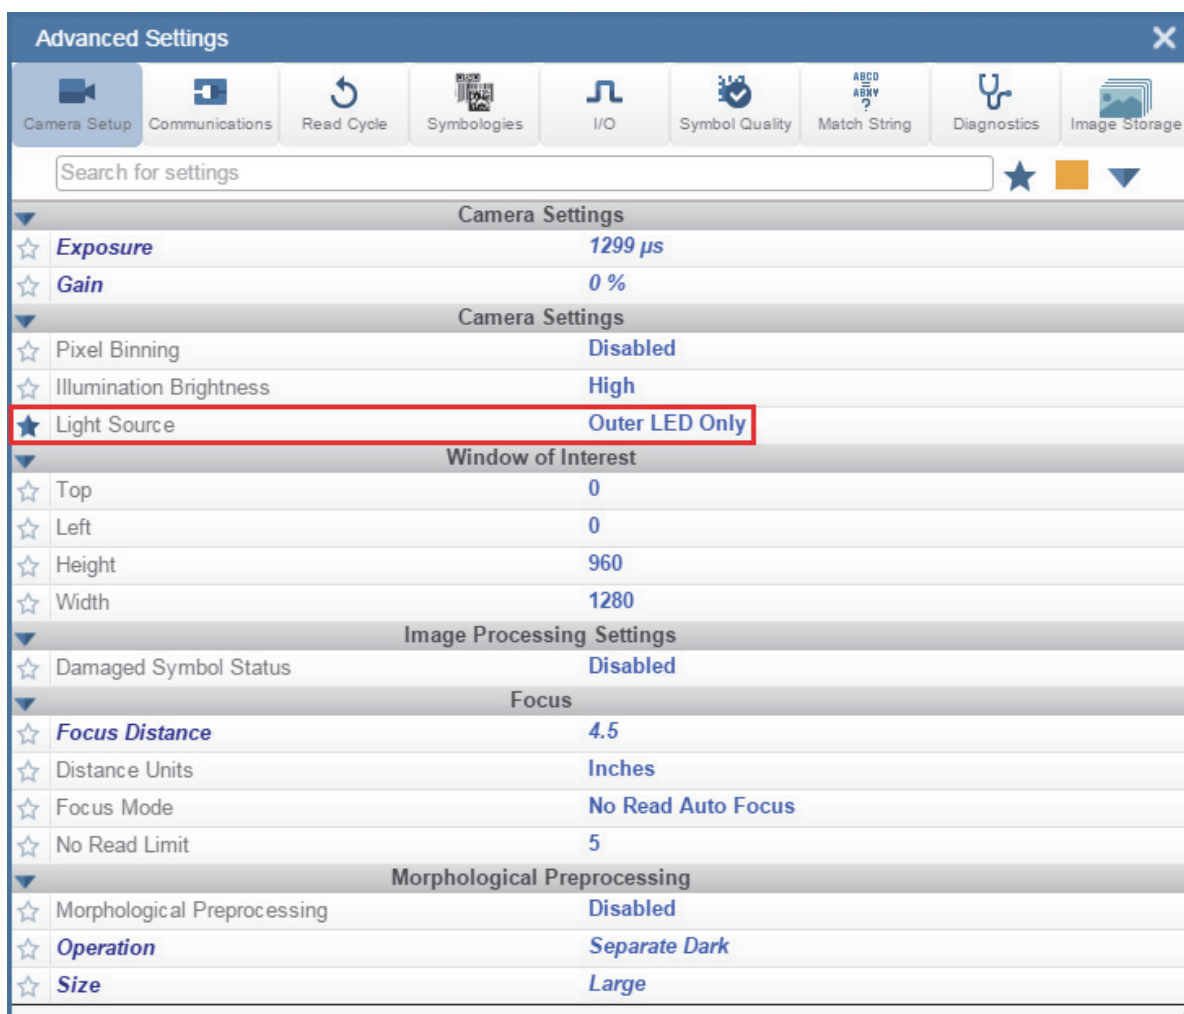 Advanced Settings
Camera Setup
Communications
Read Cycle
Symbologies
I/O
Symbol Quality
ABCD
ABXY
?
Match String
Diagnostics
Image Storage
Search for settings
Camera Settings
Exposure 1299 µs
Gain 0 %
Camera Settings
Pixel Binning Disabled
Illumination Brightness High
Light Source Outer LED Only
Window of Interest
Top 0
Left 0
Height 960
Width 1280
Image Processing Settings
Damaged Symbol Status Disabled
Focus
Focus Distance 4.5
Distance Units Inches
Focus Mode No Read Auto Focus
No Read Limit 5
Morphological Preprocessing
Morphological Preprocessing Disabled
Operation Separate Dark
Size Large